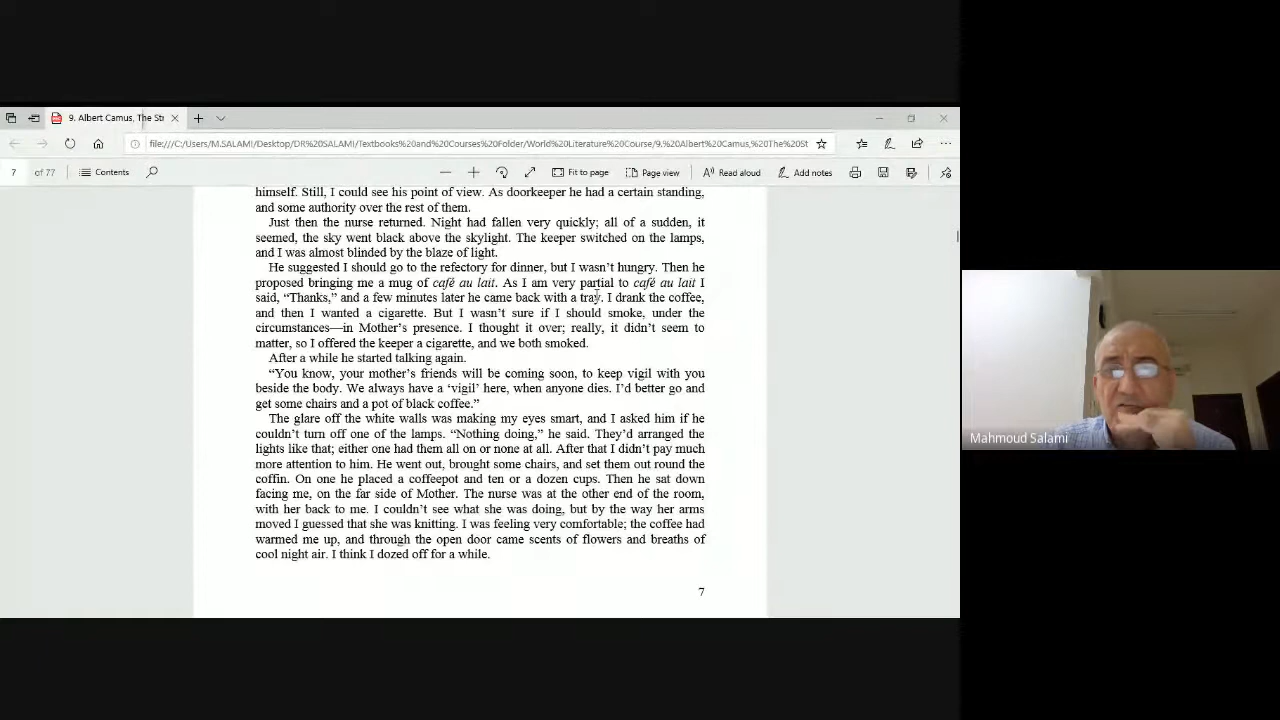 9. Albert Camus, The Str
file:///C:/Users/M.SALAMI/Desktop/DR%20SALAMI/Textbooks%20and%20Courses%20Folder/World%20Literature%20Course/9.%20Albert%20Camus,%20The%20St
7 of 77 Contents Fit to page Page view Read aloud Add notes
himself. Still, I could see his point of view. As doorkeeper he had a certain standing,
and some authority over the rest of them.
Just then the nurse returned. Night had fallen very quickly; all of a sudden, it
seemed, the sky went black above the skylight. The keeper switched on the lamps,
and I was almost blinded by the blaze of light.
He suggested I should go to the refectory for dinner, but I wasn’t hungry. Then he
proposed bringing me a mug of café au lait. As I am very partial to café au lait I
said, “Thanks,” and a few minutes later he came back with a tray. I drank the coffee,
and then I wanted a cigarette. But I wasn’t sure if I should smoke, under the
circumstances—in Mother’s presence. I thought it over; really, it didn’t seem to
matter, so I offered the keeper a cigarette, and we both smoked.
After a while he started talking again.
“You know, your mother’s friends will be coming soon, to keep vigil with you
beside the body. We always have a ‘vigil’ here, when anyone dies. I’d better go and
get some chairs and a pot of black coffee.”
The glare off the white walls was making my eyes smart, and I asked him if he
couldn’t turn off one of the lamps. “Nothing doing,” he said. They’d arranged the
lights like that; either one had them all on or none at all. After that I didn’t pay much
more attention to him. He went out, brought some chairs, and set them out round the
coffin. On one he placed a coffeepot and ten or a dozen cups. Then he sat down
facing me, on the far side of Mother. The nurse was at the other end of the room,
with her back to me. I couldn’t see what she was doing, but by the way her arms
moved I guessed that she was knitting. I was feeling very comfortable; the coffee had
warmed me up, and through the open door came scents of flowers and breaths of
cool night air. I think I dozed off for a while.
7
Mahmoud Salami